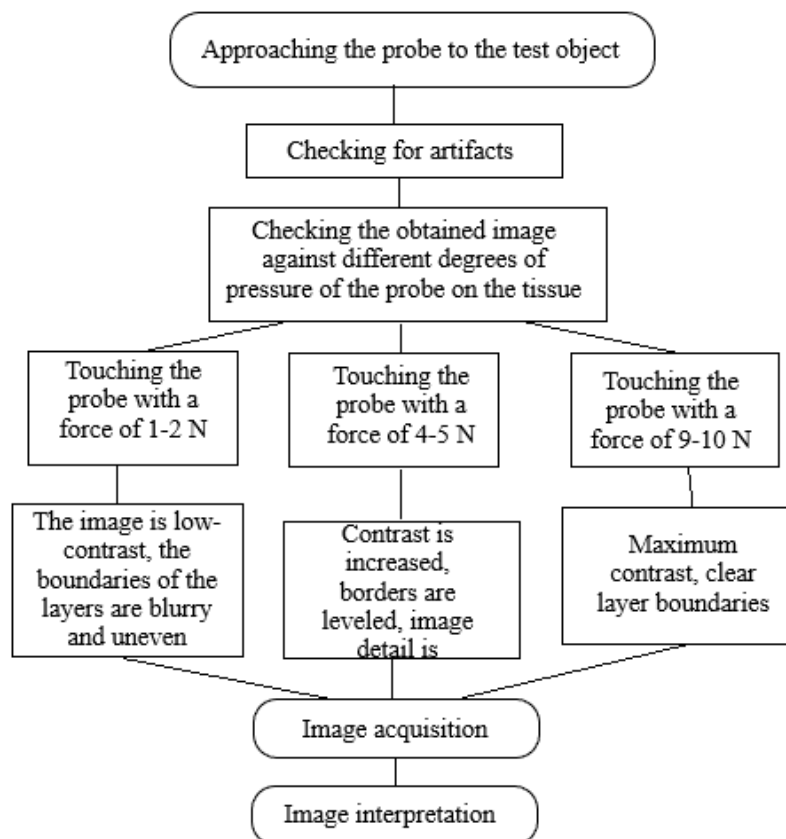 Approaching the probe to the test object
Checking for artifacts
Checking the obtained image
against different degrees of
pressure of the probe on the tissue
Touching the
probe with a
force of 1-2 N
Touching the
probe with a
force of 4-5 N
Touching the
probe with a
force of 9-10 N
The image is low-
contrast, the
boundaries of the
layers are blurry
and uneven
Contrast is
increased,
borders are
leveled, image
detail is
Maximum
contrast, clear
layer boundaries
Image acquisition
Image interpretation